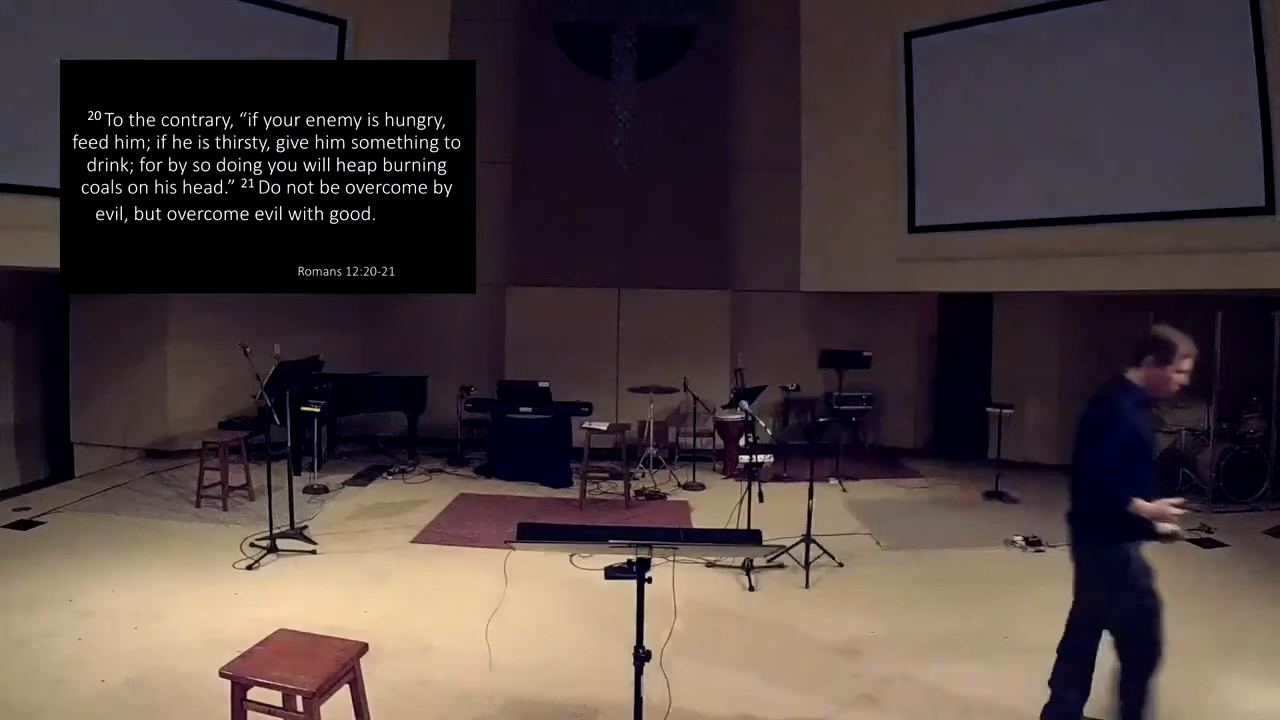 20 To the contrary, “if your enemy is hungry,
feed him; if he is thirsty, give him something to
drink; for by so doing you will heap burning
coals on his head.” 21 Do not be overcome by
evil, but overcome evil with good.
Romans 12:20-21